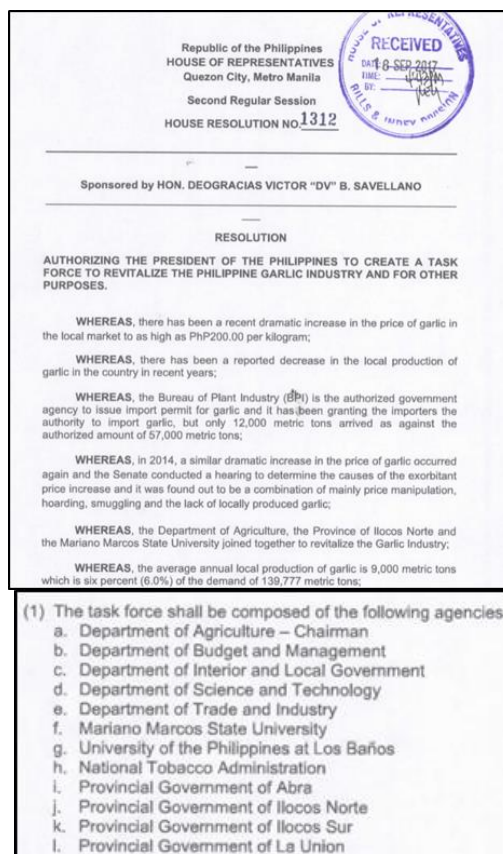 Republic of the Philippines
HOUSE OF REPRESENTATIVES
Quezon City, Metro Manila
Second Regular Session
HOUSE RESOLUTION NO. 1312
HOUSE OF REPRESENTATIVES
RECEIVED
DATE 18 SEP 2017
TIME:
BY:
BILLS & INDEX DIVISION
Sponsored by HON. DEOGRACIAS VICTOR "DV" B. SAVELLANO
RESOLUTION
AUTHORIZING THE PRESIDENT OF THE PHILIPPINES TO CREATE A TASK
FORCE TO REVITALIZE THE PHILIPPINE GARLIC INDUSTRY AND FOR OTHER
PURPOSES.
WHEREAS, there has been a recent dramatic increase in the price of garlic in
the local market to as high as PhP200.00 per kilogram;
WHEREAS, there has been a reported decrease in the local production of
garlic in the country in recent years;
WHEREAS, the Bureau of Plant Industry (BPI) is the authorized government
agency to issue import permit for garlic and it has been granting the importers the
authority to import garlic, but only 12,000 metric tons arrived as against the
authorized amount of 57,000 metric tons;
WHEREAS, in 2014, a similar dramatic increase in the price of garlic occurred
again and the Senate conducted a hearing to determine the causes of the exorbitant
price increase and it was found out to be a combination of mainly price manipulation,
hoarding, smuggling and the lack of locally produced garlic;
WHEREAS, the Department of Agriculture, the Province of Ilocos Norte and
the Mariano Marcos State University joined together to revitalize the Garlic Industry;
WHEREAS, the average annual local production of garlic is 9,000 metric tons
which is six percent (6.0%) of the demand of 139,777 metric tons;
(1) The task force shall be composed of the following agencies
a. Department of Agriculture – Chairman
b. Department of Budget and Management
c. Department of Interior and Local Government
d. Department of Science and Technology
e. Department of Trade and Industry
f. Mariano Marcos State University
g. University of the Philippines at Los Baños
h. National Tobacco Administration
i. Provincial Government of Abra
j. Provincial Government of Ilocos Norte
k. Provincial Government of Ilocos Sur
l. Provincial Government of La Union